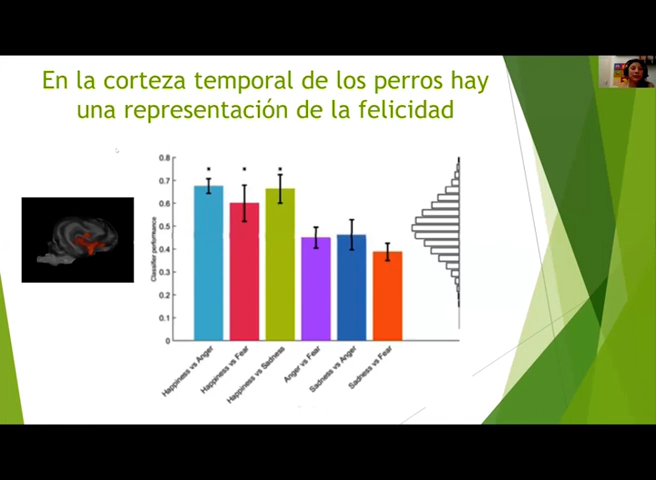 En la corteza temporal de los perros hay
una representación de la felicidad
0.8
0.7
0.6
0.5
0.4
0.3
0.2
0.1
0
Classifier performance
* * *
Happiness vs Anger
Happiness vs Fear
Happiness vs Sadness
Anger vs Fear
Sadness vs Anger
Sadness vs Fear